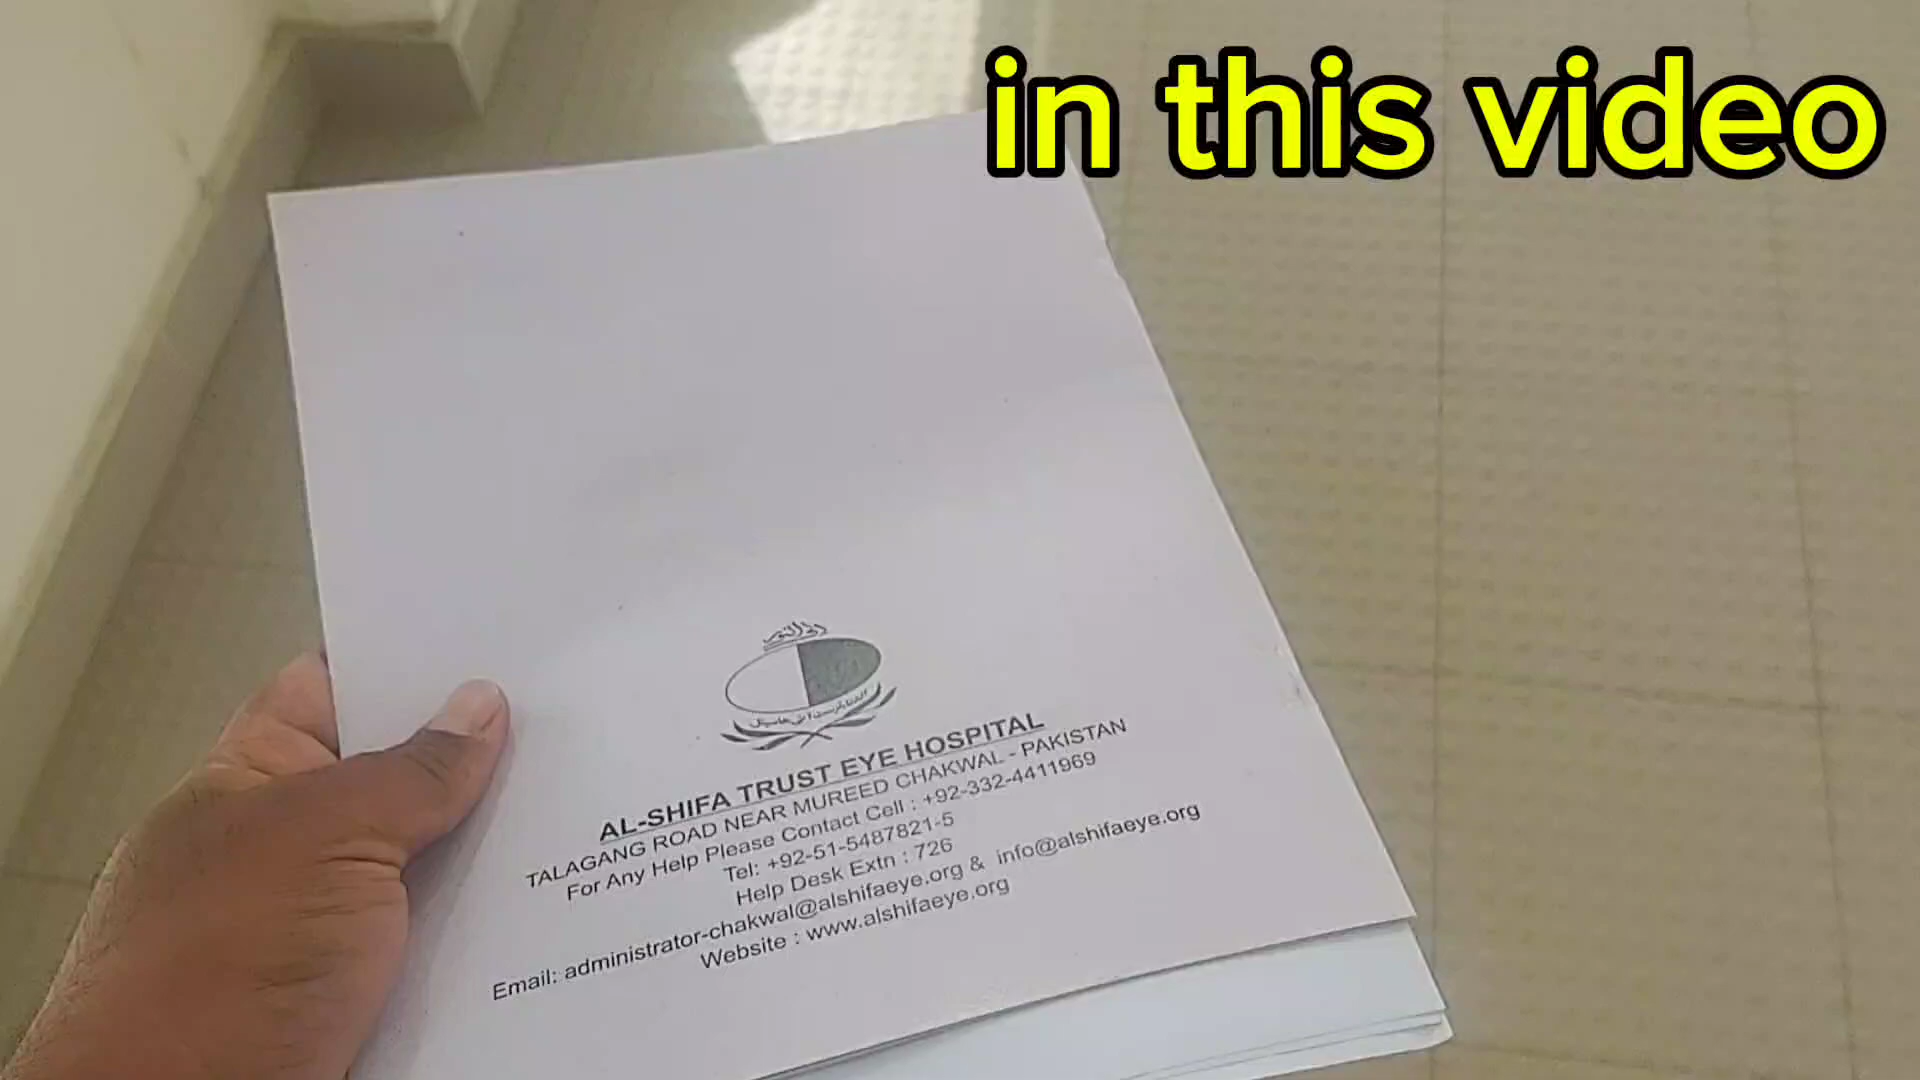 in this video
AL-SHIFA TRUST EYE HOSPITAL
TALAGANG ROAD NEAR MUREED CHAKWAL - PAKISTAN
For Any Help Please Contact Cell : +92-332-4411969
Tel: +92-51-5487821-5
Help Desk Extn : 726
Email: administrator-chakwal@alshifaeye.org & info@alshifaeye.org
Website : www.alshifaeye.org